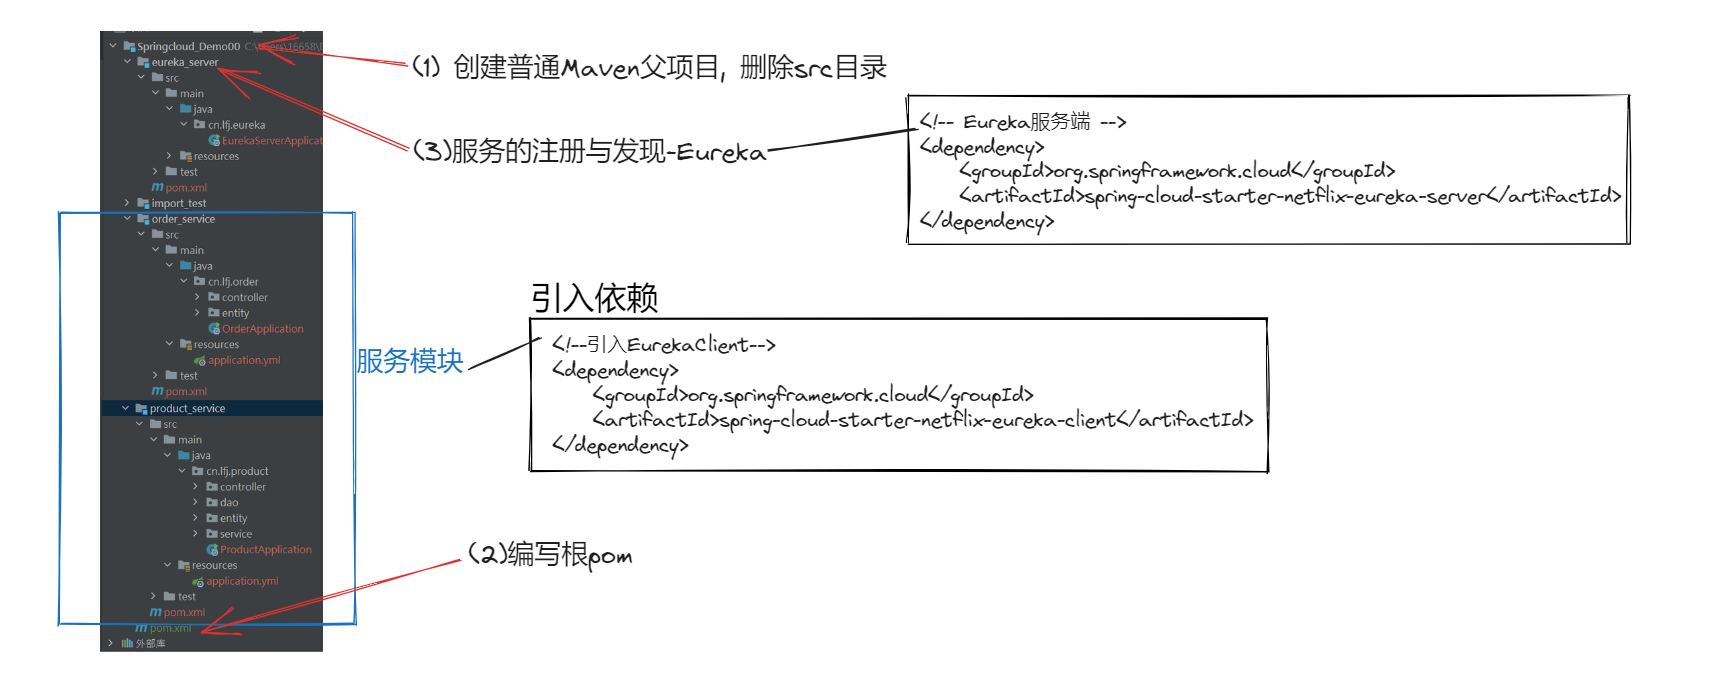 Springcloud_Demo00 C:\Users\16658\
eureka_server
src
main
java
cn.lfj.eureka
EurekaServerApplicat
resources
test
pom.xml
import_test
order_service
src
main
java
cn.lfj.order
controller
entity
OrderApplication
resources
application.yml
test
pom.xml
product_service
src
main
java
cn.lfj.product
controller
dao
entity
service
ProductApplication
resources
application.yml
test
pom.xml
pom.xml
外部库
(1) 创建普通Maven父项目, 删除src目录
(3)服务的注册与发现-Eureka
<!-- Eureka服务端 -->
<dependency>
<groupId>org.springframework.cloud</groupId>
<artifactId>spring-cloud-starter-netflix-eureka-server</artifactId>
</dependency>
引入依赖
服务模块
<!--引入EurekaClient-->
<dependency>
<groupId>org.springframework.cloud</groupId>
<artifactId>spring-cloud-starter-netflix-eureka-client</artifactId>
</dependency>
(2)编写根pom